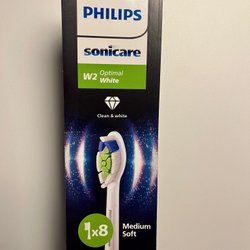 PHILIPS
sonicare
W2 Optimal
White
Clean & white
1x8
Medium
Soft